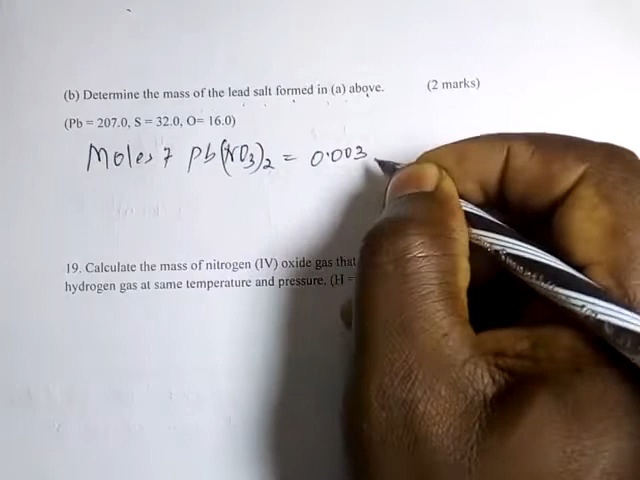 (b) Determine the mass of the lead salt formed in (a) above. (2 marks)
(Pb = 207.0, S = 32.0, O= 16.0)
Moles of Pb(NO3)2 = 0.003
19. Calculate the mass of nitrogen (IV) oxide gas that
hydrogen gas at same temperature and pressure. (H =